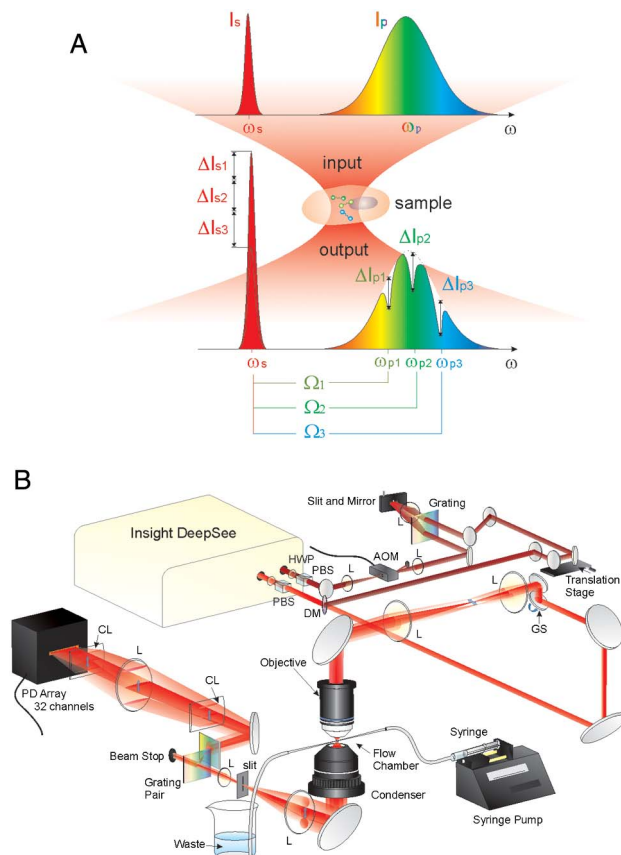 A
Is
Ip
ωs
ωp
ω
input
ΔIs1
ΔIs2
ΔIs3
sample
output
ΔIp1
ΔIp2
ΔIp3
ωs
ωp1
ωp2
ωp3
ω
Ω1
Ω2
Ω3
B
Slit and Mirror
Grating
L
Insight DeepSee
AOM
L
HWP
PBS
L
PBS
DM
Translation
Stage
L
L
GS
CL
L
Objective
PD Array
32 channels
CL
Syringe
Beam Stop
slit
L
Flow
Chamber
Grating
Pair
Condenser
L
Syringe Pump
Waste